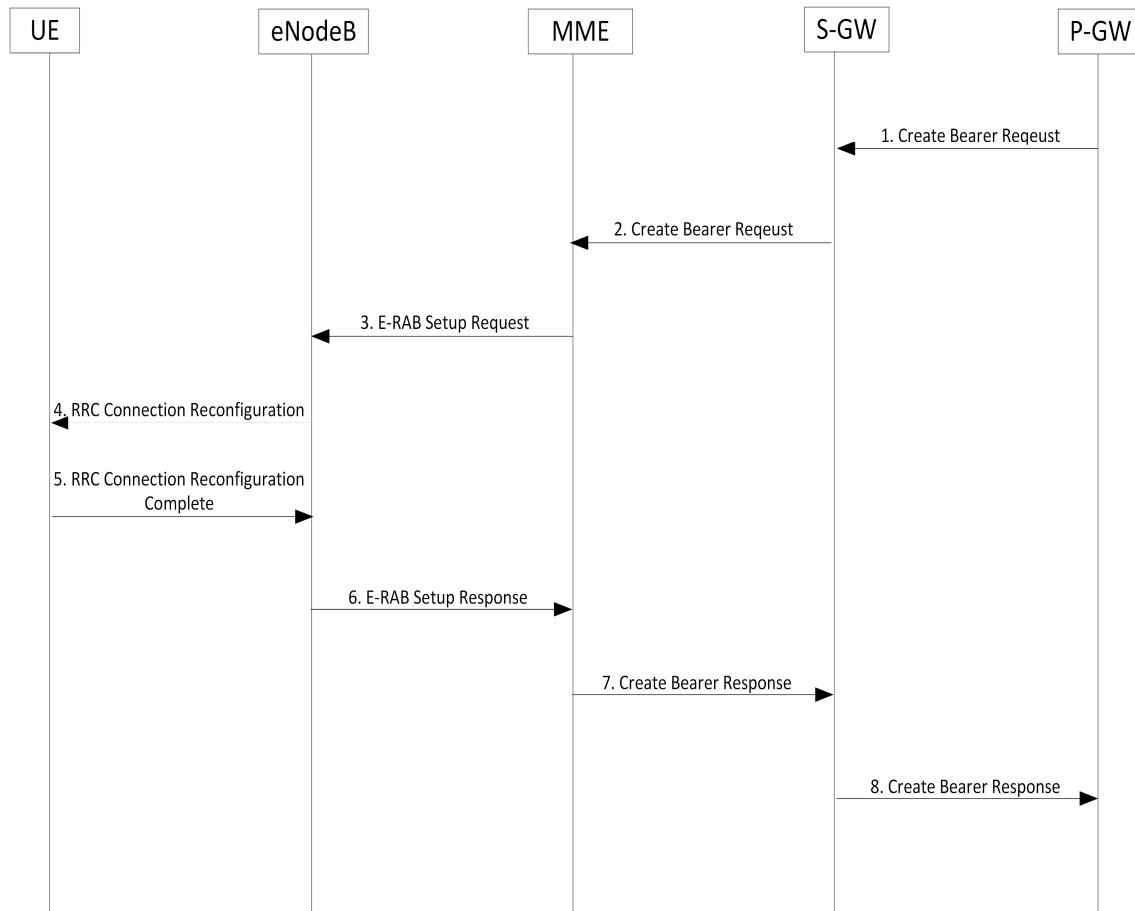 UE
eNodeB
MME
S-GW
P-GW
1. Create Bearer Reqeust
2. Create Bearer Reqeust
3. E-RAB Setup Request
4. RRC Connection Reconfiguration
5. RRC Connection Reconfiguration
Complete
6. E-RAB Setup Response
7. Create Bearer Response
8. Create Bearer Response